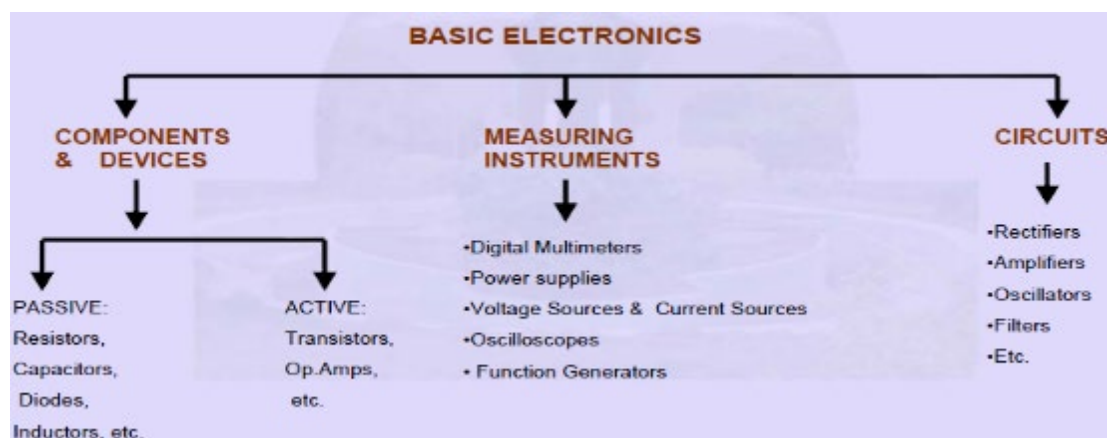 BASIC ELECTRONICS
COMPONENTS
& DEVICES
PASSIVE:
Resistors,
Capacitors,
Diodes,
Inductors, etc.
ACTIVE:
Transistors,
Op.Amps,
etc.
MEASURING
INSTRUMENTS
•Digital Multimeters
•Power supplies
•Voltage Sources & Current Sources
•Oscilloscopes
• Function Generators
CIRCUITS
•Rectifiers
•Amplifiers
•Oscillators
•Filters
•Etc.